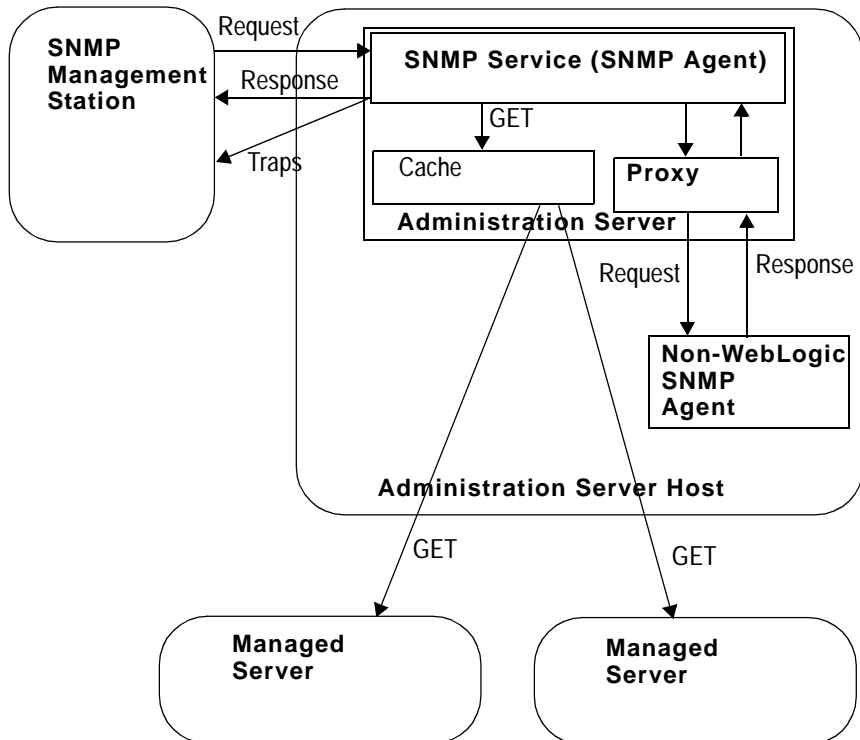 SNMP
Management
Station
Request
Response
Traps
SNMP Service (SNMP Agent)
GET
Cache
Proxy
Administration Server
Request
Response
Non-WebLogic
SNMP
Agent
Administration Server Host
GET
GET
Managed
Server
Managed
Server